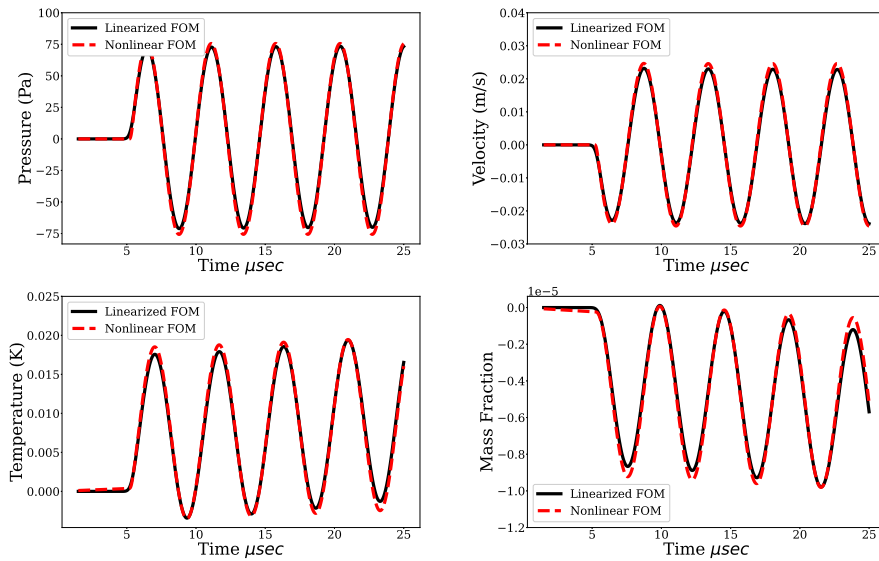 100
75
50
25
0
−25
−50
−75
Pressure (Pa)
Linearized FOM
Nonlinear FOM
5 10 15 20 25
Time μsec
0.04
0.03
0.02
0.01
0.00
−0.01
−0.02
−0.03
Velocity (m/s)
Linearized FOM
Nonlinear FOM
5 10 15 20 25
Time μsec
0.025
0.020
0.015
0.010
0.005
0.000
Temperature (K)
Linearized FOM
Nonlinear FOM
5 10 15 20 25
Time μsec
1e−5
0.0
−0.2
−0.4
−0.6
−0.8
−1.0
−1.2
Mass Fraction
Linearized FOM
Nonlinear FOM
5 10 15 20 25
Time μsec